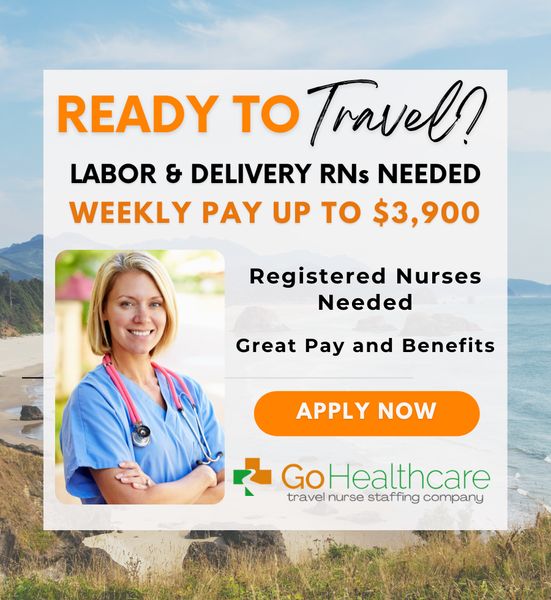 READY TO Travel?
LABOR & DELIVERY RNs NEEDED
WEEKLY PAY UP TO $3,900
Registered Nurses
Needed
Great Pay and Benefits
APPLY NOW
GoHealthcare
travel nurse staffing company